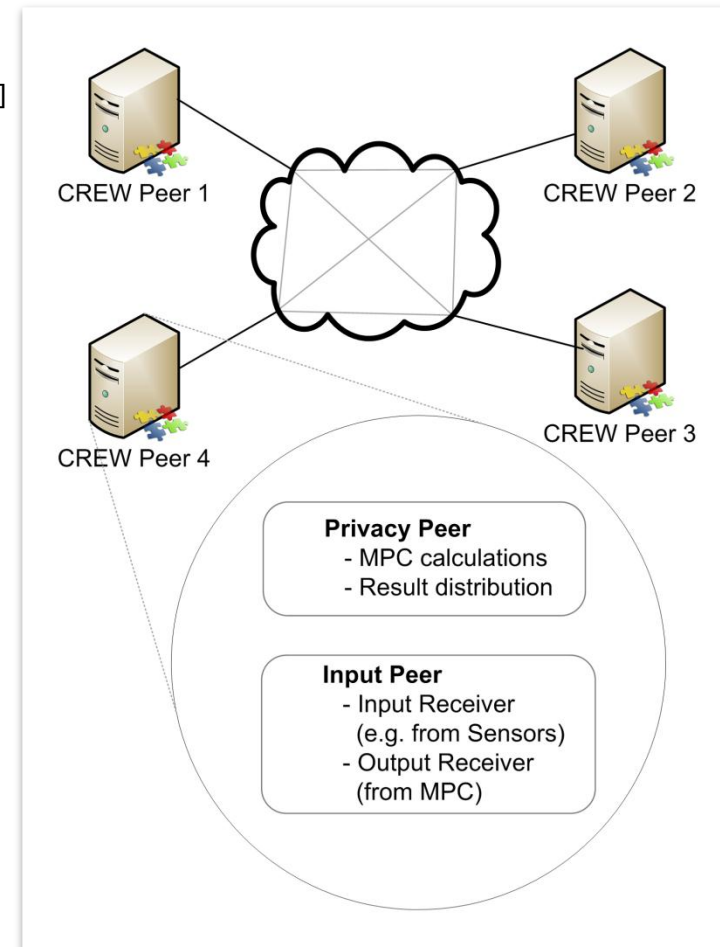 ]
CREW Peer 1
CREW Peer 2
CREW Peer 4
CREW Peer 3
Privacy Peer
- MPC calculations
- Result distribution
Input Peer
- Input Receiver
(e.g. from Sensors)
- Output Receiver
(from MPC)